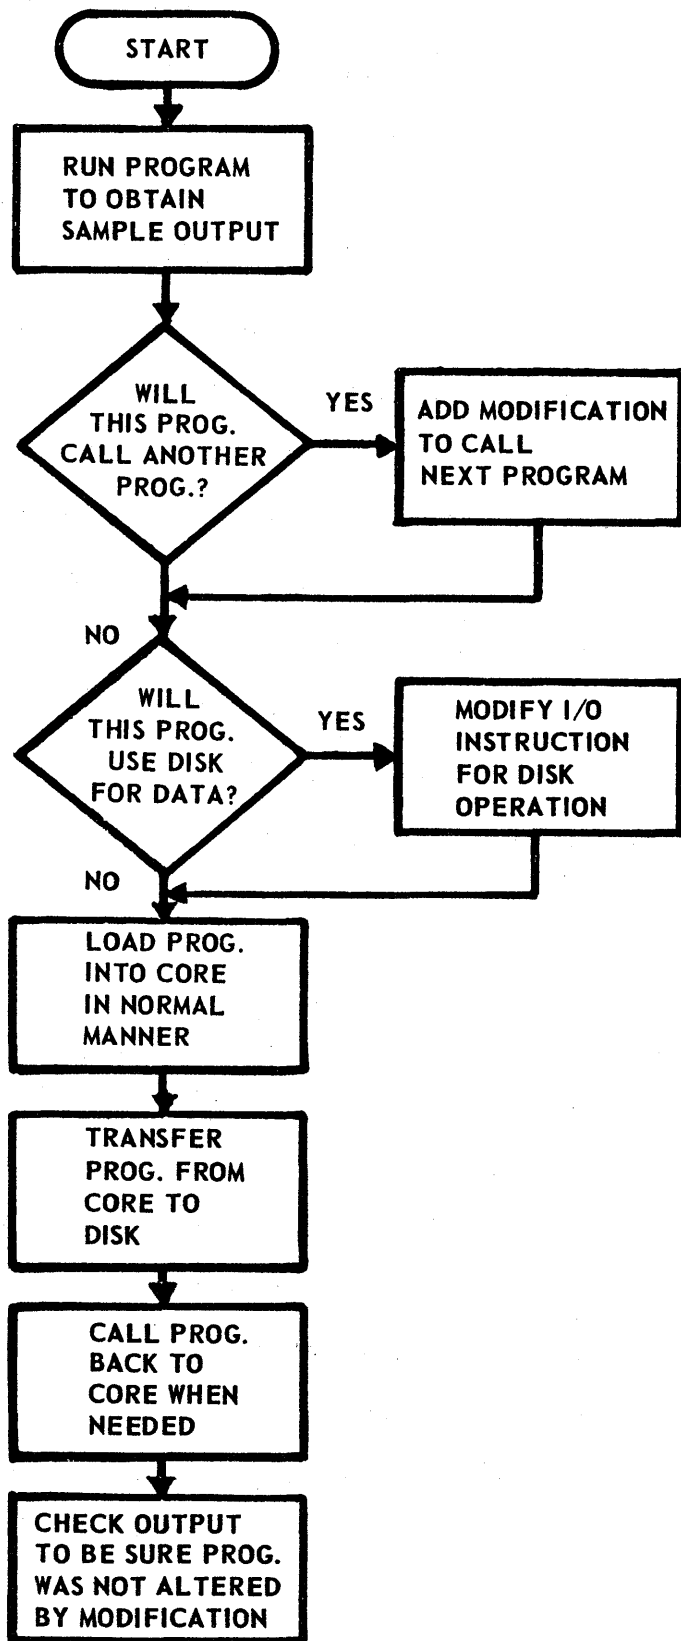 START
RUN PROGRAM
TO OBTAIN
SAMPLE OUTPUT
WILL
THIS PROG.
CALL ANOTHER
PROG.?
YES
ADD MODIFICATION
TO CALL
NEXT PROGRAM
NO
WILL
THIS PROG.
USE DISK
FOR DATA?
YES
MODIFY I/O
INSTRUCTION
FOR DISK
OPERATION
NO
LOAD PROG.
INTO CORE
IN NORMAL
MANNER
TRANSFER
PROG. FROM
CORE TO
DISK
CALL PROG.
BACK TO
CORE WHEN
NEEDED
CHECK OUTPUT
TO BE SURE PROG.
WAS NOT ALTERED
BY MODIFICATION